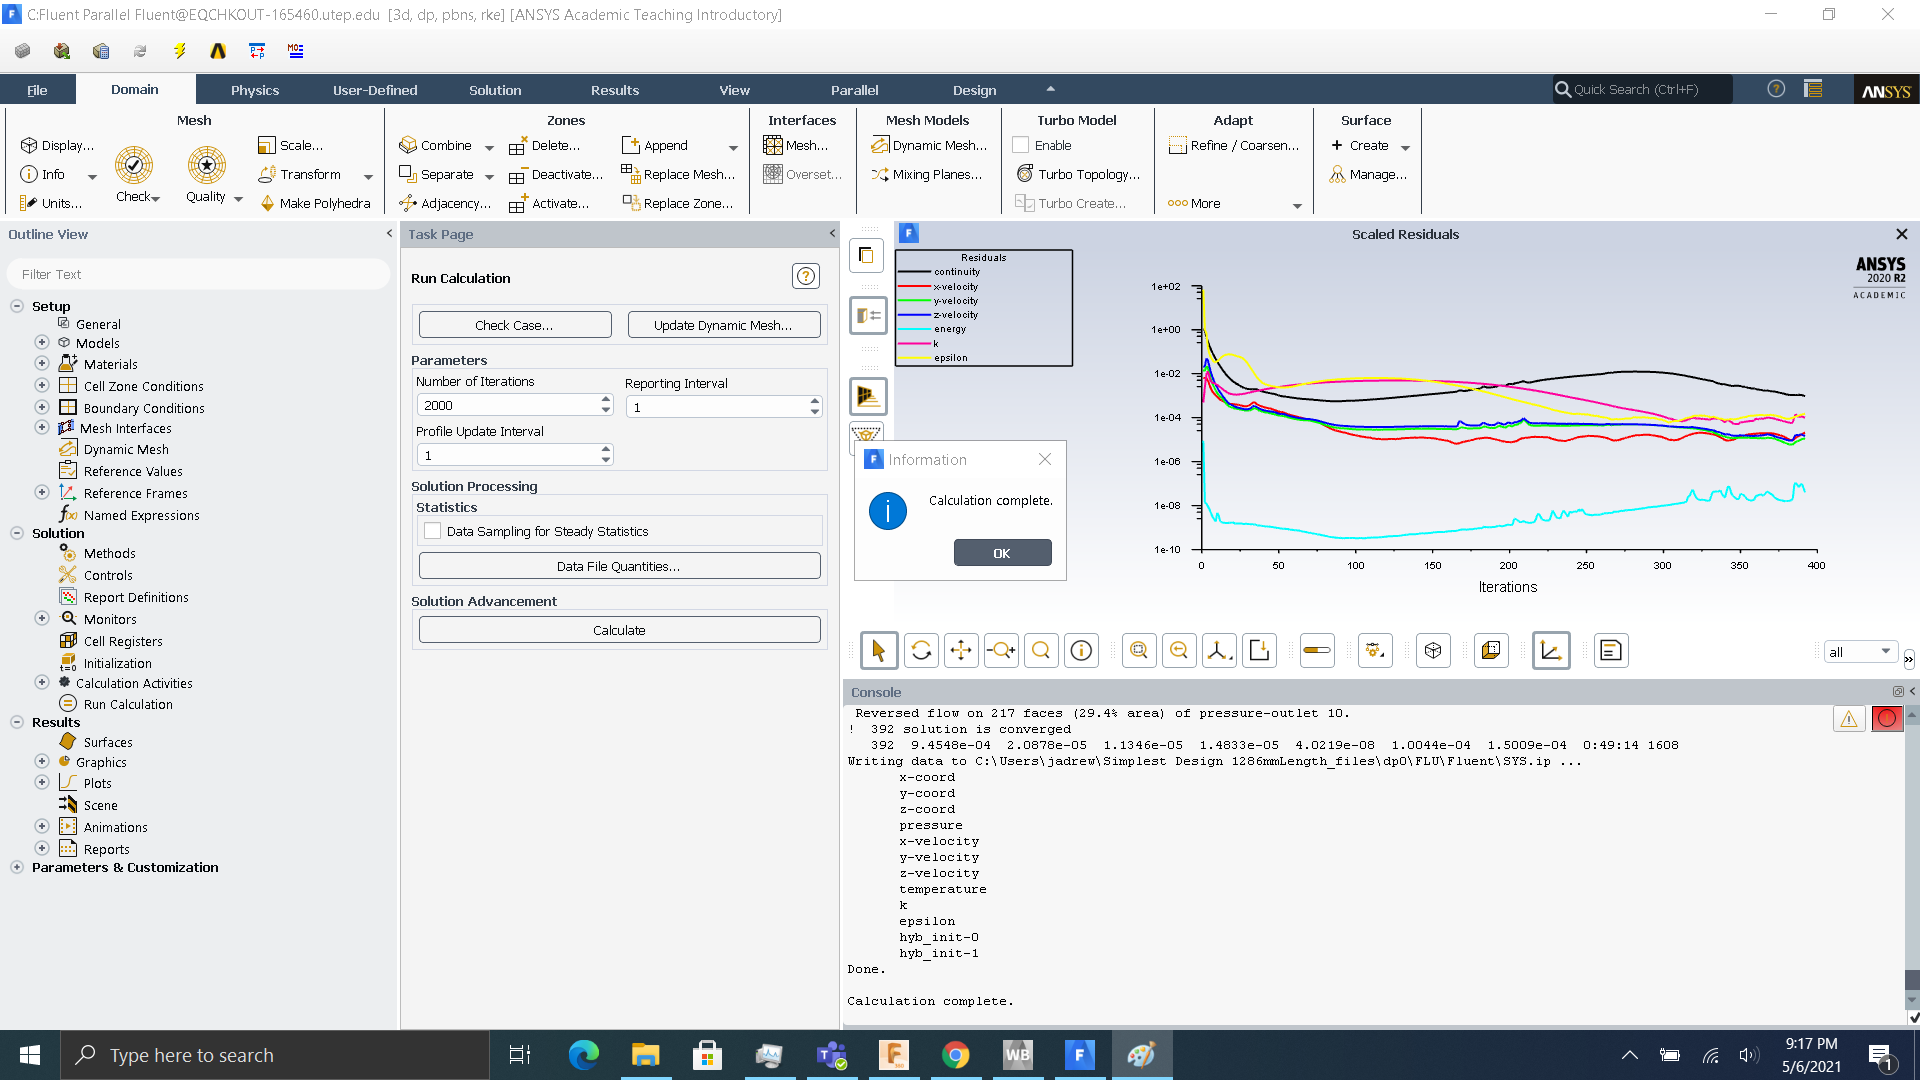 C:Fluent Parallel Fluent@EQCHKOUT-165460.utep.edu [3d, dp, pbns, rke] [ANSYS Academic Teaching Introductory]
File Domain Physics User-Defined Solution Results View Parallel Design Quick Search (Ctrl+F) ANSYS
Mesh Zones Interfaces Mesh Models Turbo Model Adapt Surface
Display... Scale... Combine Delete... Append Mesh... Dynamic Mesh... Enable Refine / Coarsen... Create
Info Transform Separate Deactivate... Replace Mesh... Overset... Mixing Planes... Turbo Topology... Manage...
Check Quality
Units... Make Polyhedra Adjacency... Activate... Replace Zone... Turbo Create... More
Outline View
Filter Text
Setup
General
Models
Materials
Cell Zone Conditions
Boundary Conditions
Mesh Interfaces
Dynamic Mesh
Reference Values
Reference Frames
Named Expressions
Solution
Methods
Controls
Report Definitions
Monitors
Cell Registers
Initialization
Calculation Activities
Run Calculation
Results
Surfaces
Graphics
Plots
Scene
Animations
Reports
Parameters & Customization
Task Page
Run Calculation
Check Case... Update Dynamic Mesh...
Parameters
Number of Iterations Reporting Interval
2000 1
Profile Update Interval
1
Solution Processing
Statistics
Data Sampling for Steady Statistics
Data File Quantities...
Solution Advancement
Calculate
Scaled Residuals
Residuals
continuity
x-velocity
y-velocity
z-velocity
energy
k
epsilon
ANSYS
2020 R2
ACADEMIC
1e+02
1e+00
1e-02
1e-04
1e-06
1e-08
1e-10
0 50 100 150 200 250 300 350 400
Iterations
Information
Calculation complete.
OK
all
Console
Reversed flow on 217 faces (29.4% area) of pressure-outlet 10.
! 392 solution is converged
392 9.4548e-04 2.0878e-05 1.1346e-05 1.4833e-05 4.0219e-08 1.0044e-04 1.5009e-04 0:49:14 1608
Writing data to C:\Users\jadrew\Simplest Design 1286mmLength_files\dp0\FLU\Fluent\SYS.ip ...
x-coord
y-coord
z-coord
pressure
x-velocity
y-velocity
z-velocity
temperature
k
epsilon
hyb_init-0
hyb_init-1
Done.
Calculation complete.
Type here to search
WB
9:17 PM
5/6/2021
1